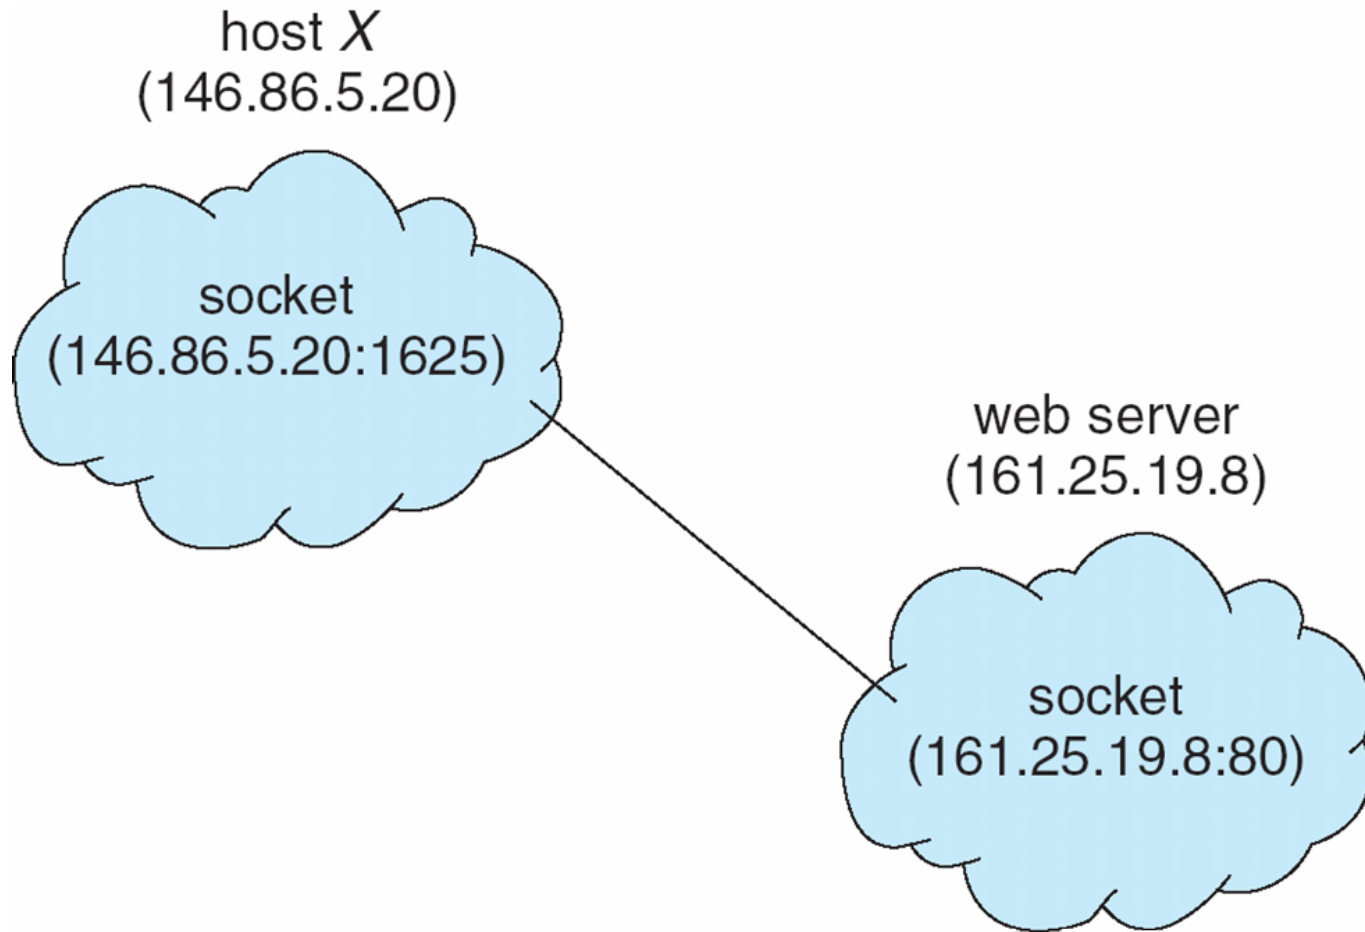 host X
(146.86.5.20)
socket
(146.86.5.20:1625)
web server
(161.25.19.8)
socket
(161.25.19.8:80)